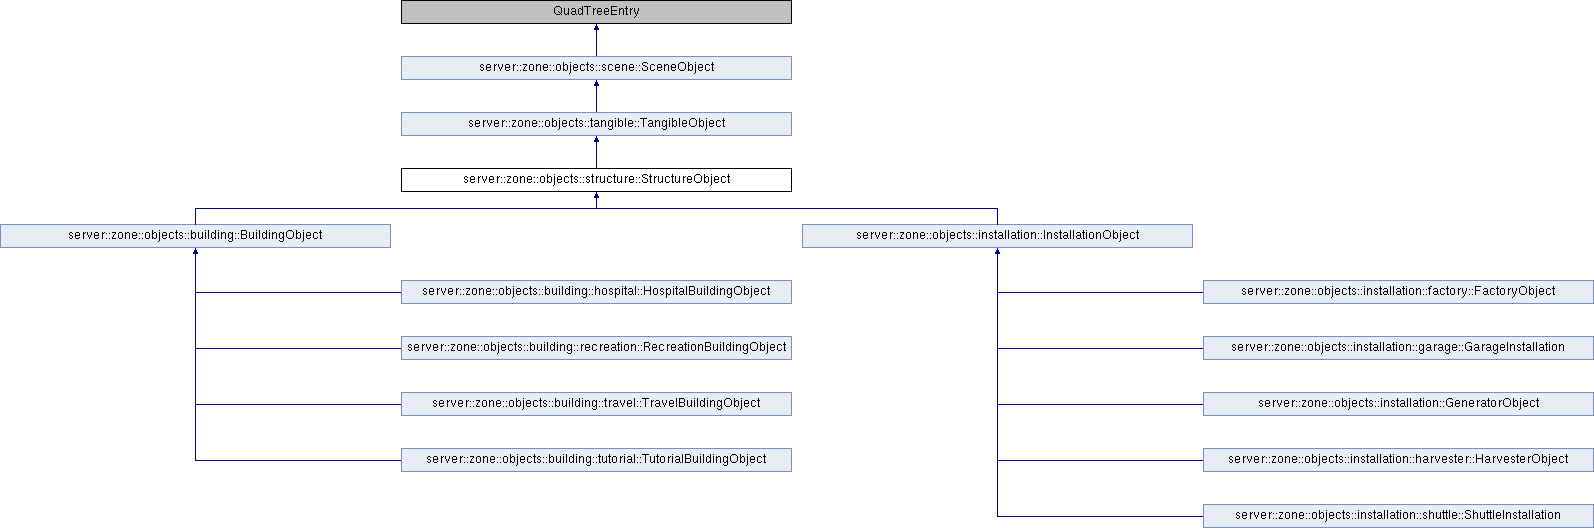 QuadTreeEntry
server::zone::objects::scene::SceneObject
server::zone::objects::tangible::TangibleObject
server::zone::objects::structure::StructureObject
server::zone::objects::building::BuildingObject
server::zone::objects::installation::InstallationObject
server::zone::objects::building::hospital::HospitalBuildingObject
server::zone::objects::installation::factory::FactoryObject
server::zone::objects::building::recreation::RecreationBuildingObject
server::zone::objects::installation::garage::GarageInstallation
server::zone::objects::building::travel::TravelBuildingObject
server::zone::objects::installation::GeneratorObject
server::zone::objects::building::tutorial::TutorialBuildingObject
server::zone::objects::installation::harvester::HarvesterObject
server::zone::objects::installation::shuttle::ShuttleInstallation